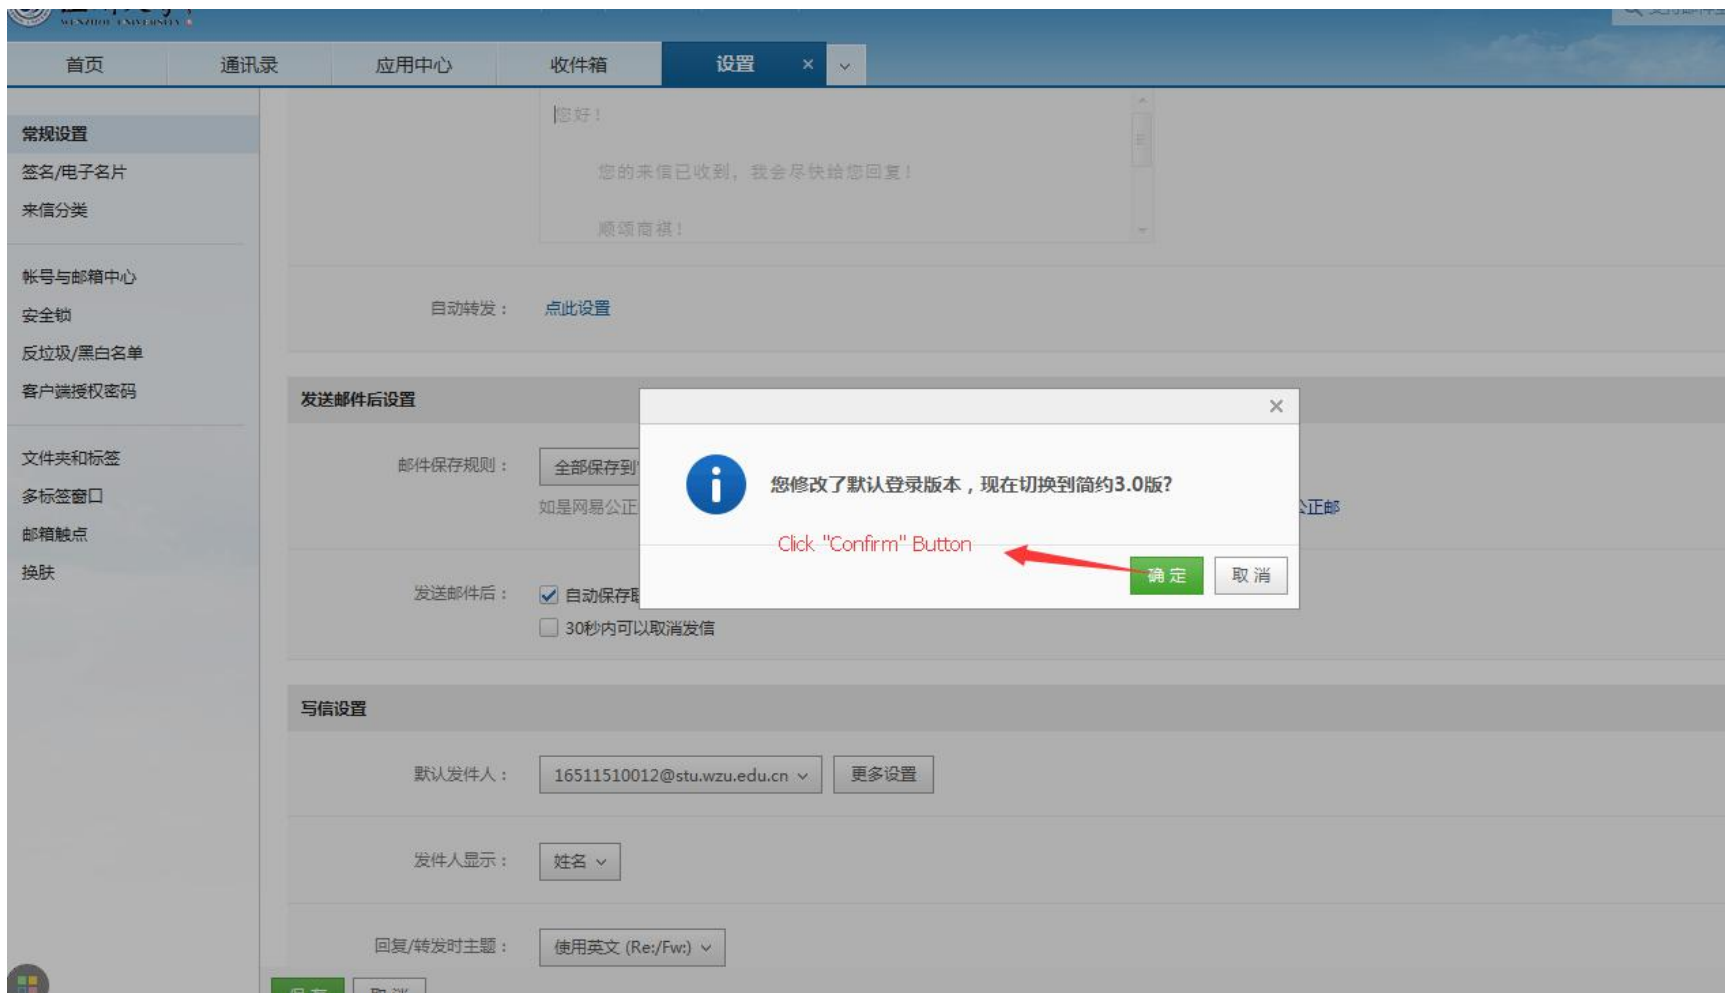 WENZHOU UNIVERSITY
首页
通讯录
应用中心
收件箱
设置
常规设置
签名/电子名片
来信分类
帐号与邮箱中心
安全锁
反垃圾/黑白名单
客户端授权密码
文件夹和标签
多标签窗口
邮箱触点
换肤
您好！
您的来信已收到，我会尽快给您回复！
顺颂商祺！
自动转发： 点此设置
发送邮件后设置
邮件保存规则： 全部保存到
如是网易公正
公正邮
发送邮件后： 自动保存联
30秒内可以取消发信
您修改了默认登录版本，现在切换到简约3.0版?
Click "Confirm" Button
确 定 取 消
写信设置
默认发件人： 16511510012@stu.wzu.edu.cn 更多设置
发件人显示： 姓名
回复/转发时主题： 使用英文 (Re:/Fw:)
保 存 取 消